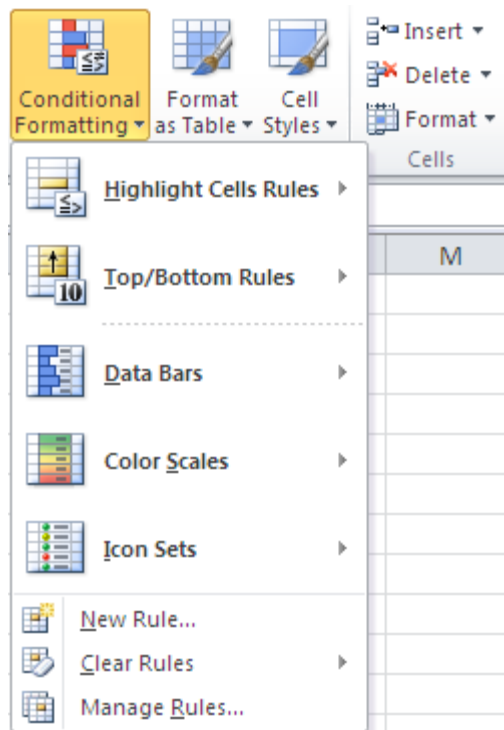 Conditional
Formatting
Format
as Table
Cell
Styles
Insert
Delete
Format
Cells
Highlight Cells Rules
Top/Bottom Rules
10
Data Bars
Color Scales
Icon Sets
New Rule...
Clear Rules
Manage Rules...
M